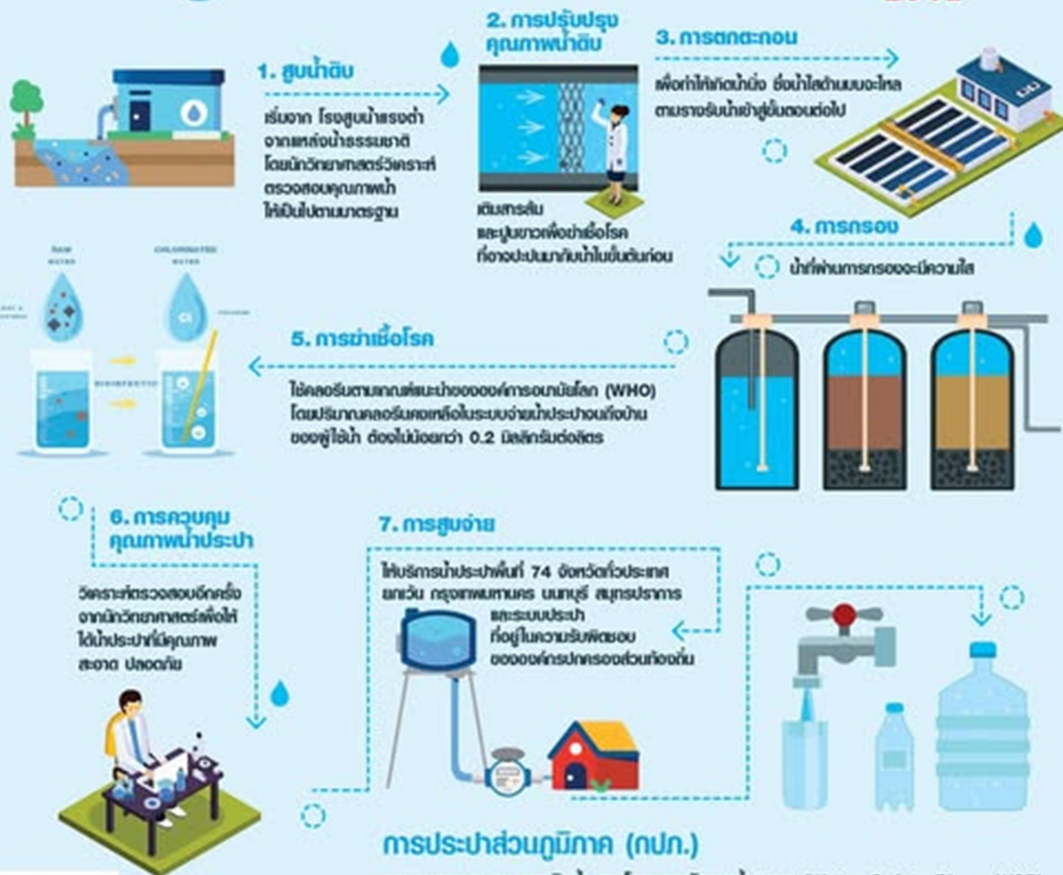 1. สูบน้ำดิบ
เริ่มจาก โรงสูบน้ำแรงต่ำ
จากแหล่งน้ำธรรมชาติ
โดยนักวิทยาศาสตร์วิเคราะห์
ตรวจสอบคุณภาพน้ำ
ให้เป็นไปตามมาตรฐาน
2. การปรับปรุง
คุณภาพน้ำดิบ
เติมสารส้ม
และปูนขาวเพื่อฆ่าเชื้อโรค
ที่อาจปะปนมากับน้ำในขั้นต้นก่อน
3. การตกตะกอน
เพื่อทำให้เกิดน้ำนิ่ง ซึ่งน้ำใสด้านบนจะไหล
ตามรางรับน้ำเข้าสู่ขั้นตอนต่อไป
4. การกรอง
น้ำที่ผ่านการกรองจะมีความใส
RAW
WATER
CHLORINATED
WATER
Cl
5. การฆ่าเชื้อโรค
ใช้คลอรีนตามเกณฑ์แนะนำขององค์การอนามัยโลก (WHO)
โดยปริมาณคลอรีนคงเหลือในระบบจ่ายน้ำประปาจนถึงบ้าน
ของผู้ใช้น้ำ ต้องไม่น้อยกว่า 0.2 มิลลิกรัมต่อลิตร
6. การควบคุม
คุณภาพน้ำประปา
วิเคราะห์ตรวจสอบอีกครั้ง
จากนักวิทยาศาสตร์เพื่อให้
ได้น้ำประปาที่มีคุณภาพ
สะอาด ปลอดภัย
7. การสูบจ่าย
ให้บริการน้ำประปาพื้นที่ 74 จังหวัดทั่วประเทศ
ยกเว้น กรุงเทพมหานคร นนทบุรี สมุทรปราการ
และระบบประปา
ที่อยู่ในความรับผิดชอบ
ขององค์กรปกครองส่วนท้องถิ่น
การประปาส่วนภูมิภาค (กปภ.)